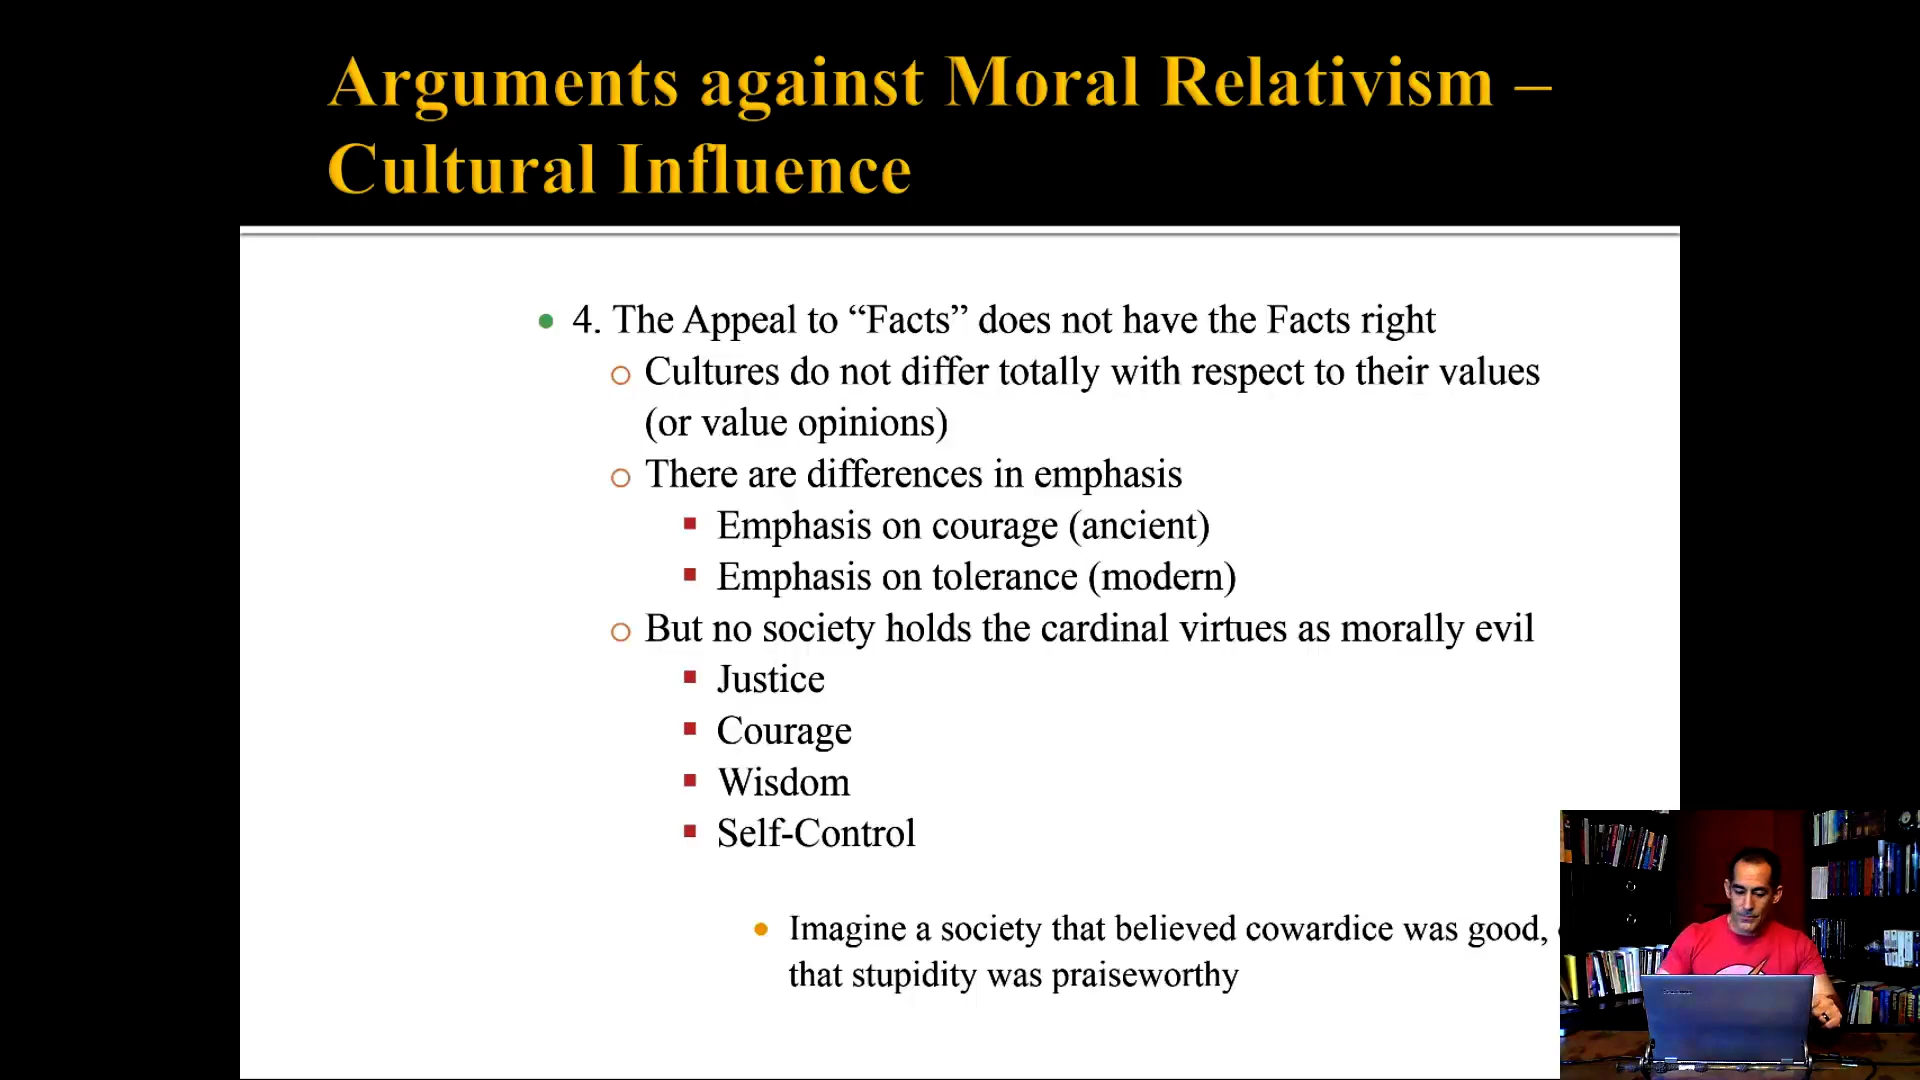 Arguments against Moral Relativism –
Cultural Influence
4. The Appeal to “Facts” does not have the Facts right
Cultures do not differ totally with respect to their values
(or value opinions)
There are differences in emphasis
Emphasis on courage (ancient)
Emphasis on tolerance (modern)
But no society holds the cardinal virtues as morally evil
Justice
Courage
Wisdom
Self-Control
Imagine a society that believed cowardice was good,
that stupidity was praiseworthy